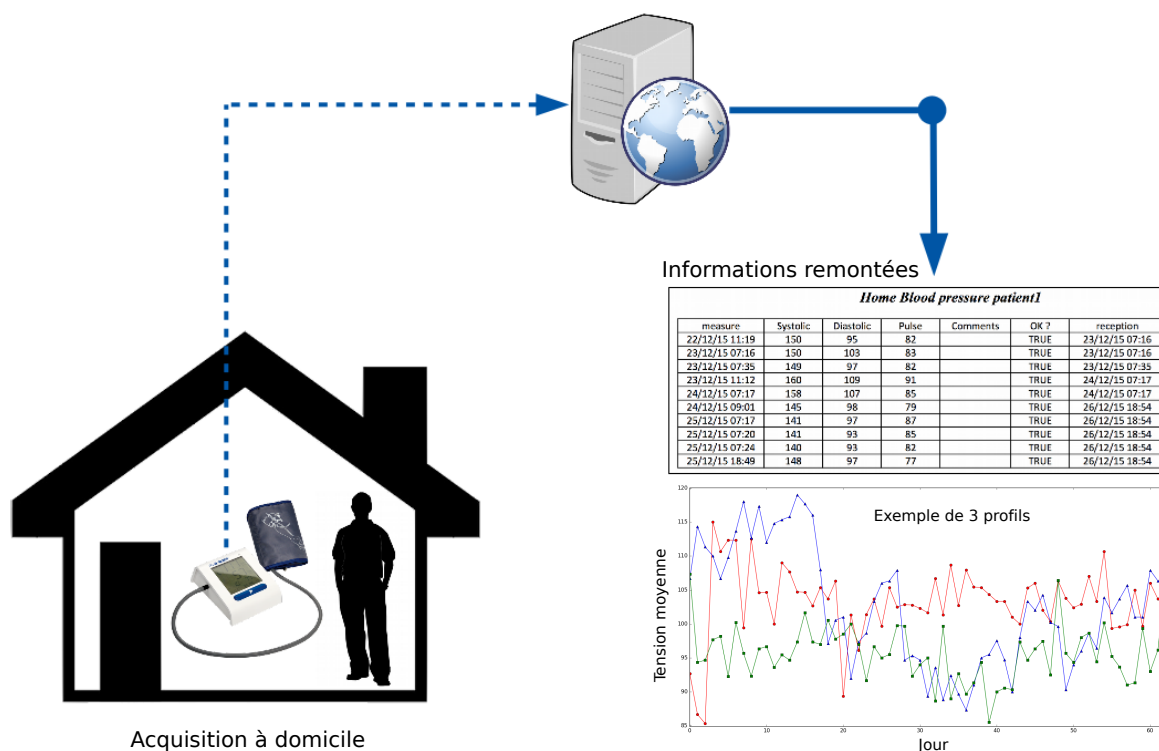 Informations remontées
Home Blood pressure patient1
measure Systolic Diastolic Pulse Comments OK ? reception
22/12/15 11:19 150 95 82 TRUE 23/12/15 07:16
23/12/15 07:16 150 103 83 TRUE 23/12/15 07:16
23/12/15 07:35 149 97 82 TRUE 23/12/15 07:35
23/12/15 11:12 160 109 91 TRUE 24/12/15 07:17
24/12/15 07:17 158 107 85 TRUE 24/12/15 07:17
24/12/15 09:01 145 98 79 TRUE 26/12/15 18:54
25/12/15 07:17 141 97 87 TRUE 26/12/15 18:54
25/12/15 07:20 141 93 85 TRUE 26/12/15 18:54
25/12/15 07:24 140 93 82 TRUE 26/12/15 18:54
25/12/15 18:49 148 97 77 TRUE 26/12/15 18:54
Exemple de 3 profils
Tension moyenne
120
115
110
105
100
95
90
85
0 10 20 30 40 50 60
Jour
Acquisition à domicile